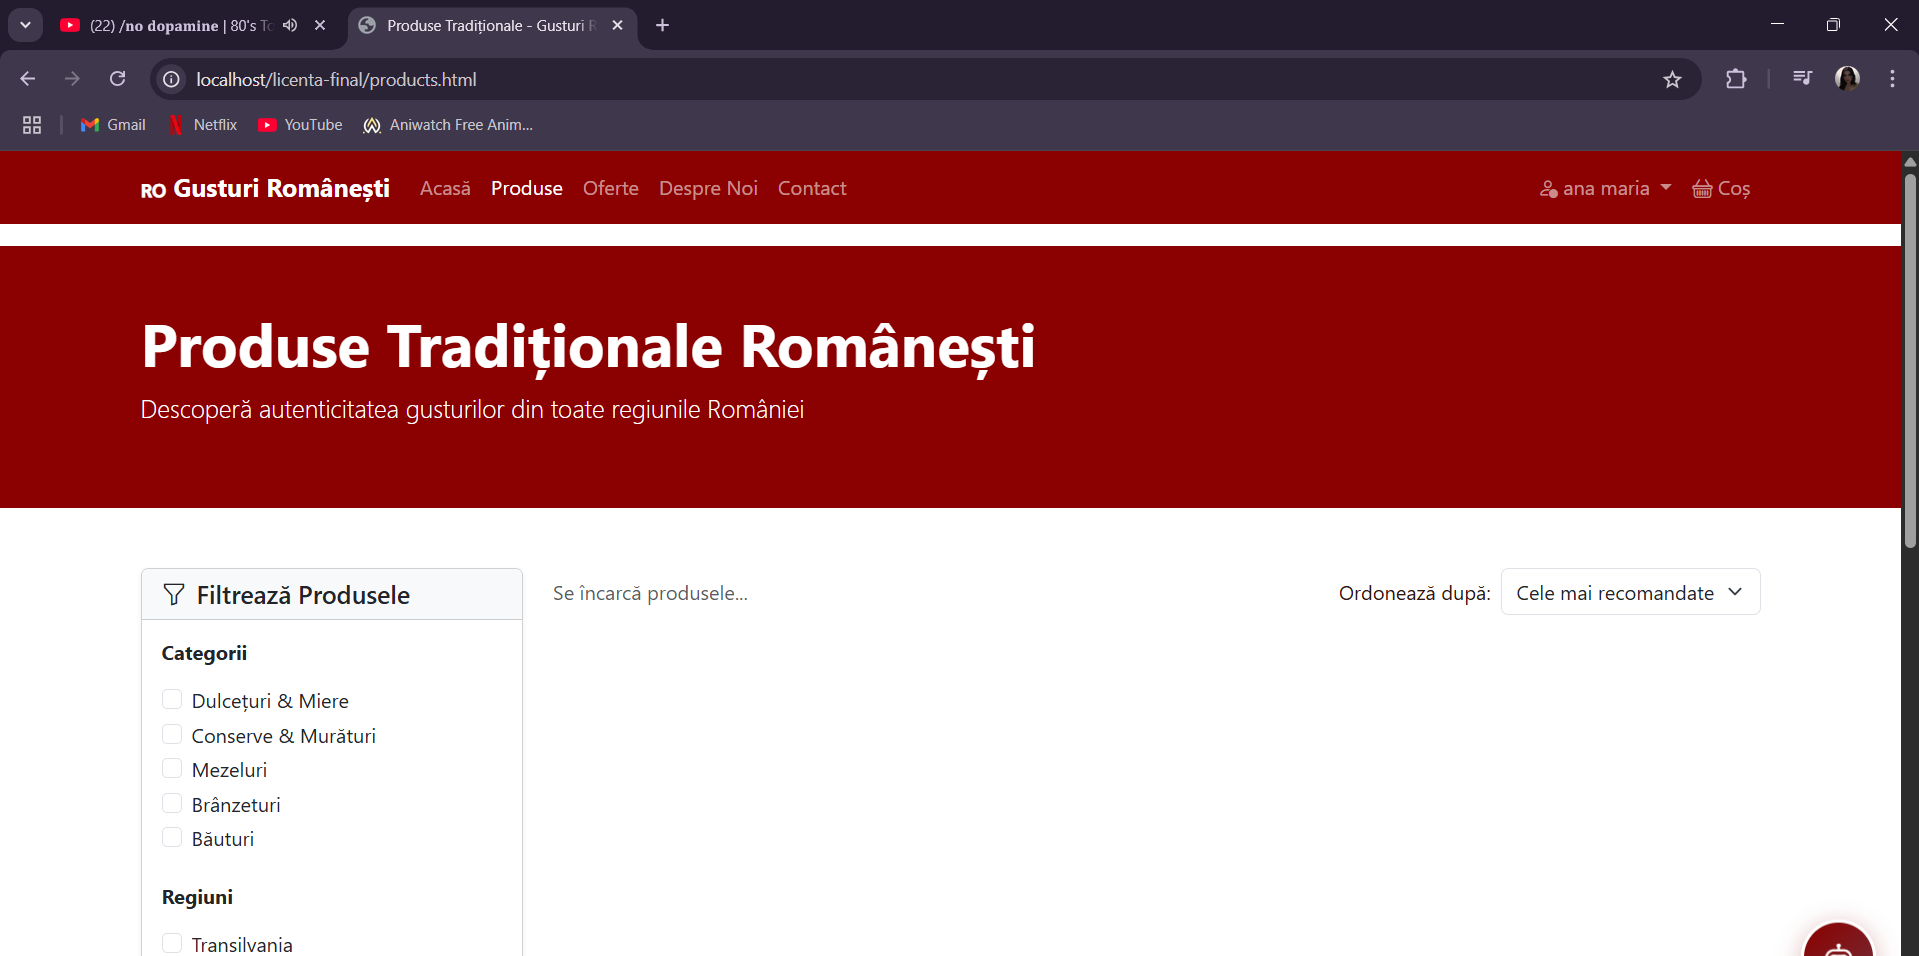 (22) /no dopamine | 80's To
Produse Tradiționale - Gusturi R
localhost/licenta-final/products.html
Gmail
Netflix
YouTube
Aniwatch Free Anim...
RO Gusturi Românești
Acasă
Produse
Oferte
Despre Noi
Contact
ana maria
Coș
Produse Tradiționale Românești
Descoperă autenticitatea gusturilor din toate regiunile României
Filtrează Produsele
Se încarcă produsele...
Ordonează după:
Cele mai recomandate
Categorii
Dulcețuri & Miere
Conserve & Murături
Mezeluri
Brânzeturi
Băuturi
Regiuni
Transilvania